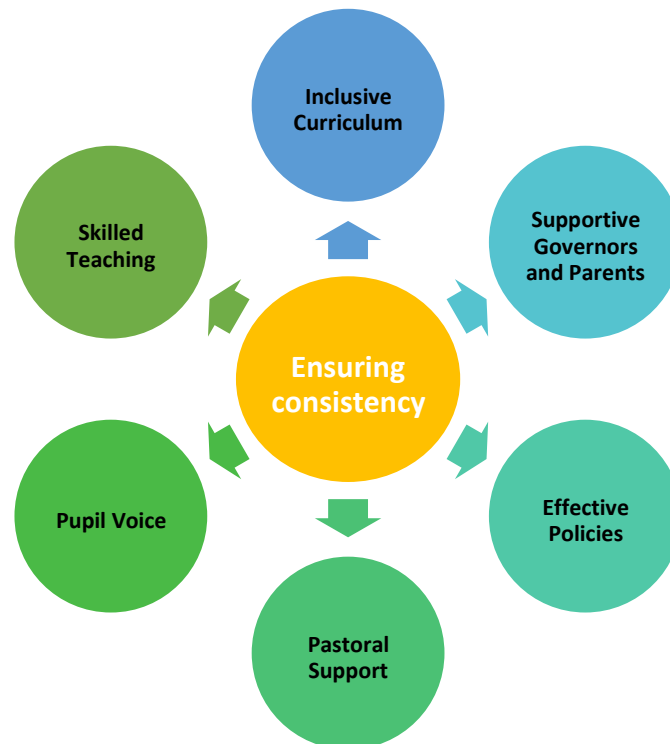 Inclusive
Curriculum
Skilled
Teaching
Supportive
Governors
and Parents
Ensuring
consistency
Pupil Voice
Effective
Policies
Pastoral
Support